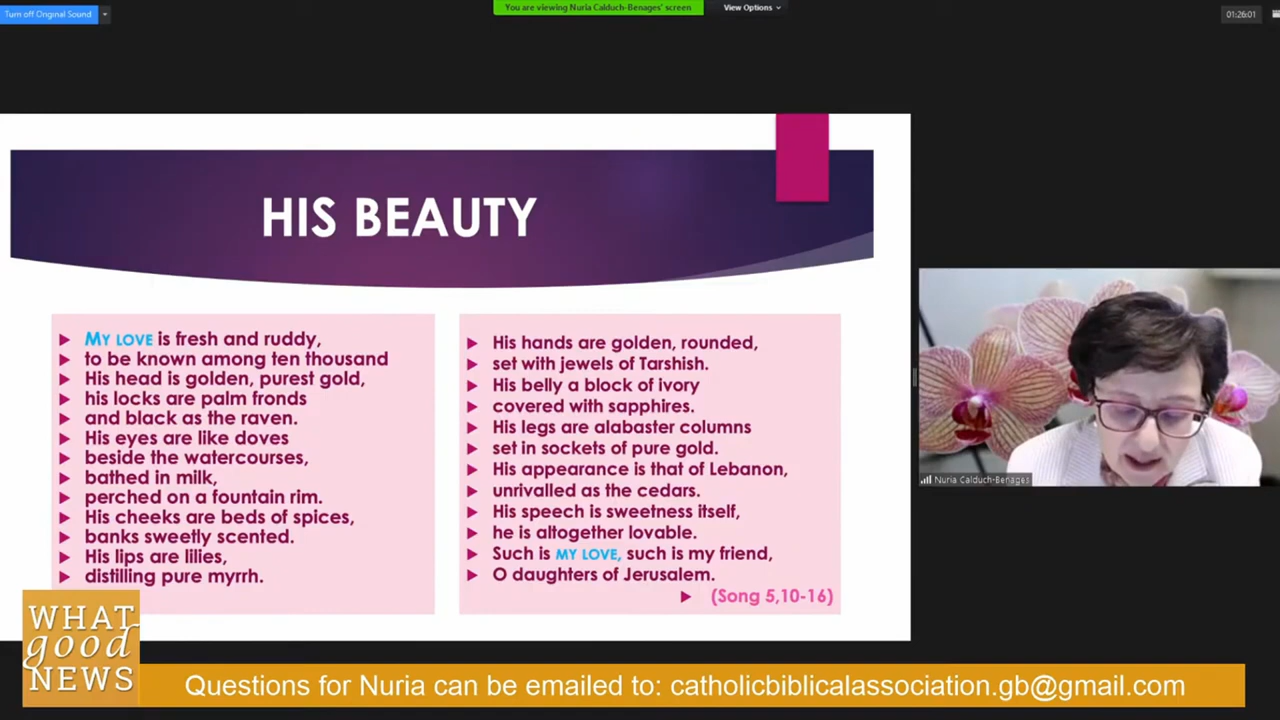 Turn off Original Sound
You are viewing Nuria Calduch-Benages' screen
View Options
01:26:01
HIS BEAUTY
MY LOVE is fresh and ruddy,
to be known among ten thousand
His head is golden, purest gold,
his locks are palm fronds
and black as the raven.
His eyes are like doves
beside the watercourses,
bathed in milk,
perched on a fountain rim.
His cheeks are beds of spices,
banks sweetly scented.
His lips are lilies,
distilling pure myrrh.
His hands are golden, rounded,
set with jewels of Tarshish.
His belly a block of ivory
covered with sapphires.
His legs are alabaster columns
set in sockets of pure gold.
His appearance is that of Lebanon,
unrivalled as the cedars.
His speech is sweetness itself,
he is altogether lovable.
Such is MY LOVE, such is my friend,
O daughters of Jerusalem.
(Song 5,10-16)
Nuria Calduch-Benages
WHAT
good
NEWS
Questions for Nuria can be emailed to: catholicbiblicalassociation.gb@gmail.com